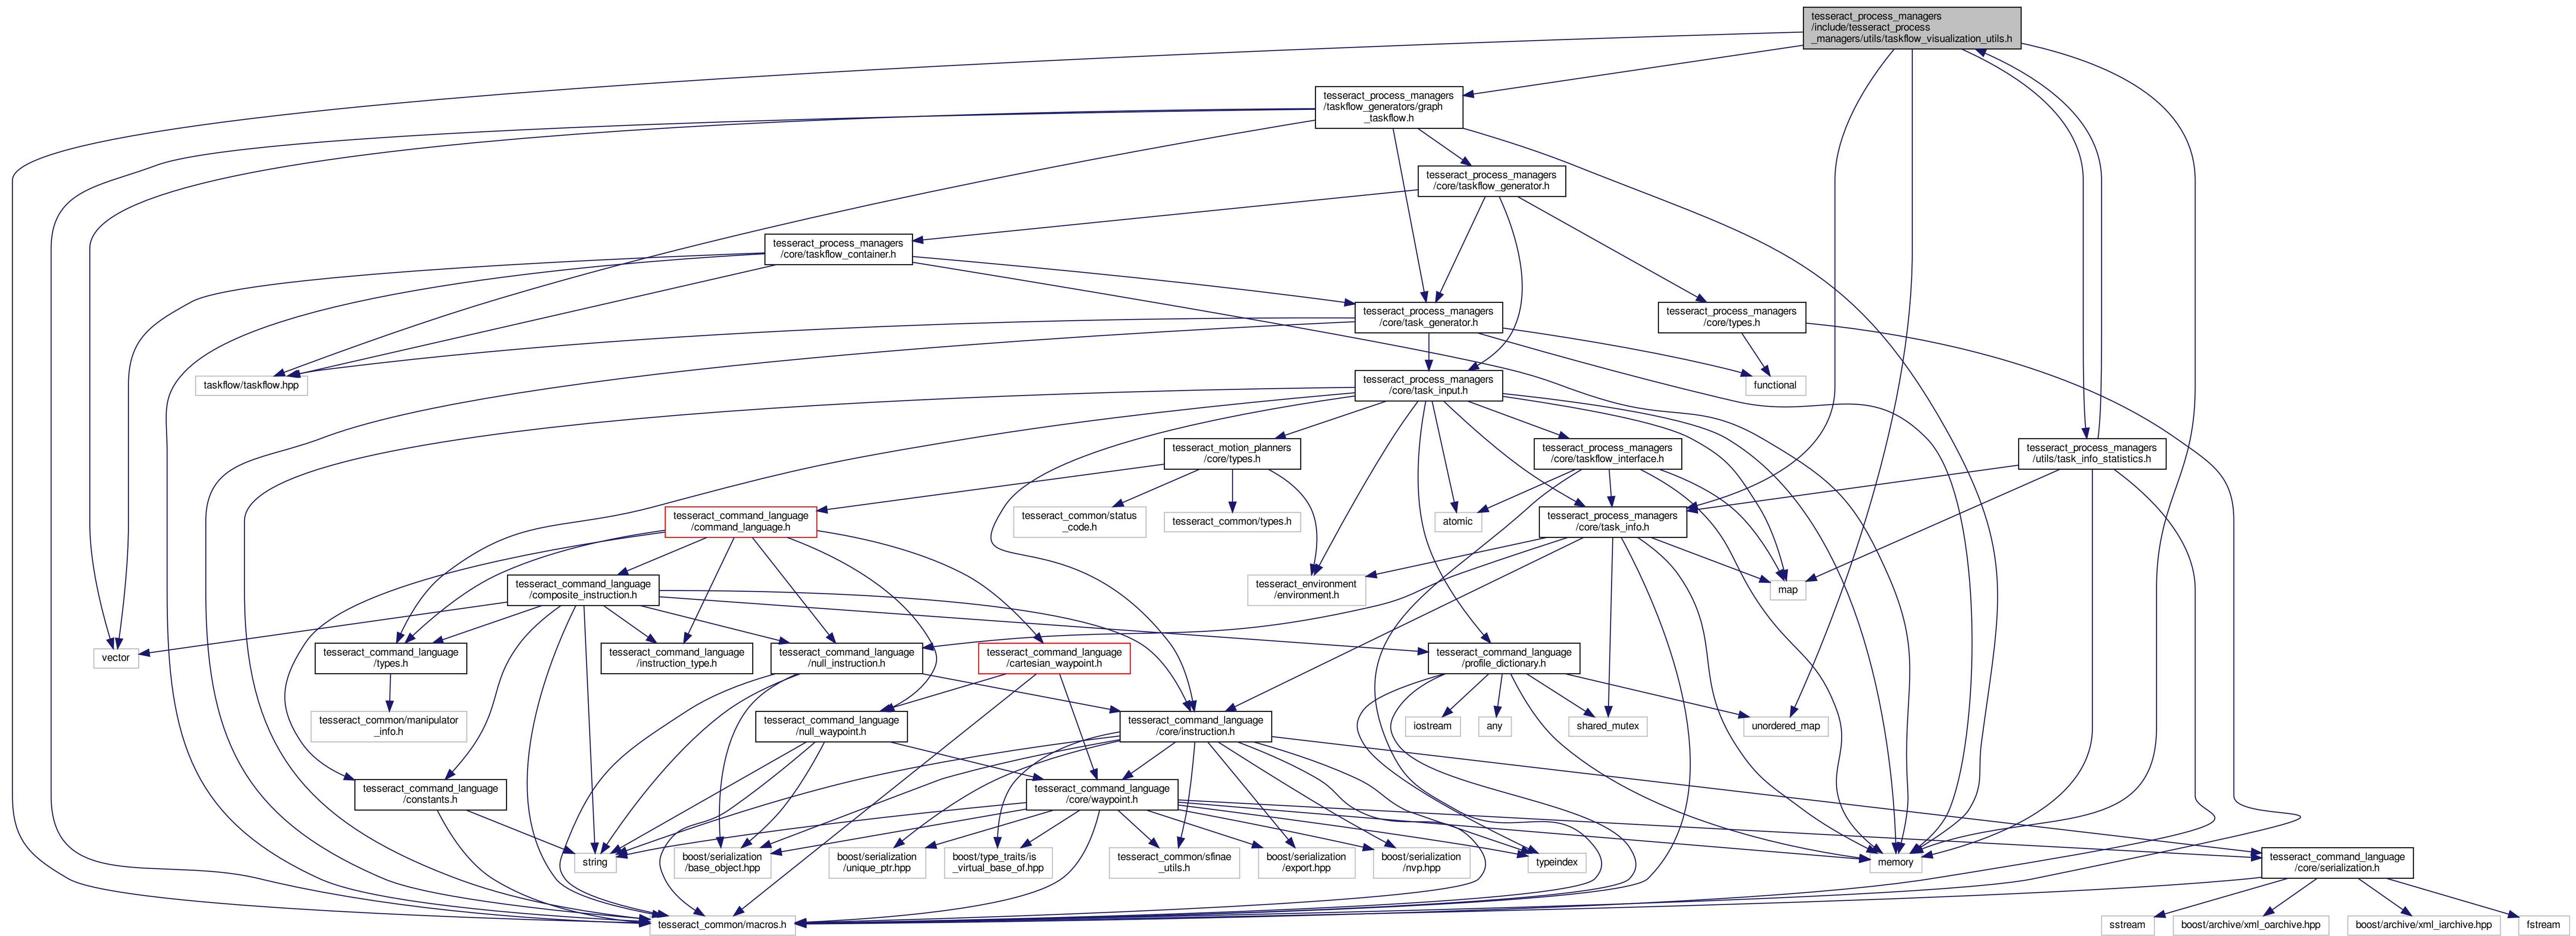 tesseract_process_managers
/include/tesseract_process
_managers/utils/taskflow_visualization_utils.h
tesseract_process_managers
/taskflow_generators/graph
_taskflow.h
tesseract_process_managers
/core/taskflow_generator.h
tesseract_process_managers
/core/taskflow_container.h
tesseract_process_managers
/core/task_generator.h
tesseract_process_managers
/core/types.h
taskflow/taskflow.hpp
tesseract_process_managers
/core/task_input.h
functional
tesseract_motion_planners
/core/types.h
tesseract_process_managers
/core/taskflow_interface.h
tesseract_process_managers
/utils/task_info_statistics.h
tesseract_command_language
/command_language.h
tesseract_common/status
_code.h
tesseract_common/types.h
atomic
tesseract_process_managers
/core/task_info.h
tesseract_command_language
/composite_instruction.h
tesseract_environment
/environment.h
map
vector
tesseract_command_language
/types.h
tesseract_command_language
/instruction_type.h
tesseract_command_language
/null_instruction.h
tesseract_command_language
/cartesian_waypoint.h
tesseract_command_language
/profile_dictionary.h
tesseract_common/manipulator
_info.h
tesseract_command_language
/null_waypoint.h
tesseract_command_language
/core/instruction.h
iostream
any
shared_mutex
unordered_map
tesseract_command_language
/constants.h
tesseract_command_language
/core/waypoint.h
string
boost/serialization
/base_object.hpp
boost/serialization
/unique_ptr.hpp
boost/type_traits/is
_virtual_base_of.hpp
tesseract_common/sfinae
_utils.h
boost/serialization
/export.hpp
boost/serialization
/nvp.hpp
typeindex
memory
tesseract_command_language
/core/serialization.h
tesseract_common/macros.h
sstream
boost/archive/xml_oarchive.hpp
boost/archive/xml_iarchive.hpp
fstream